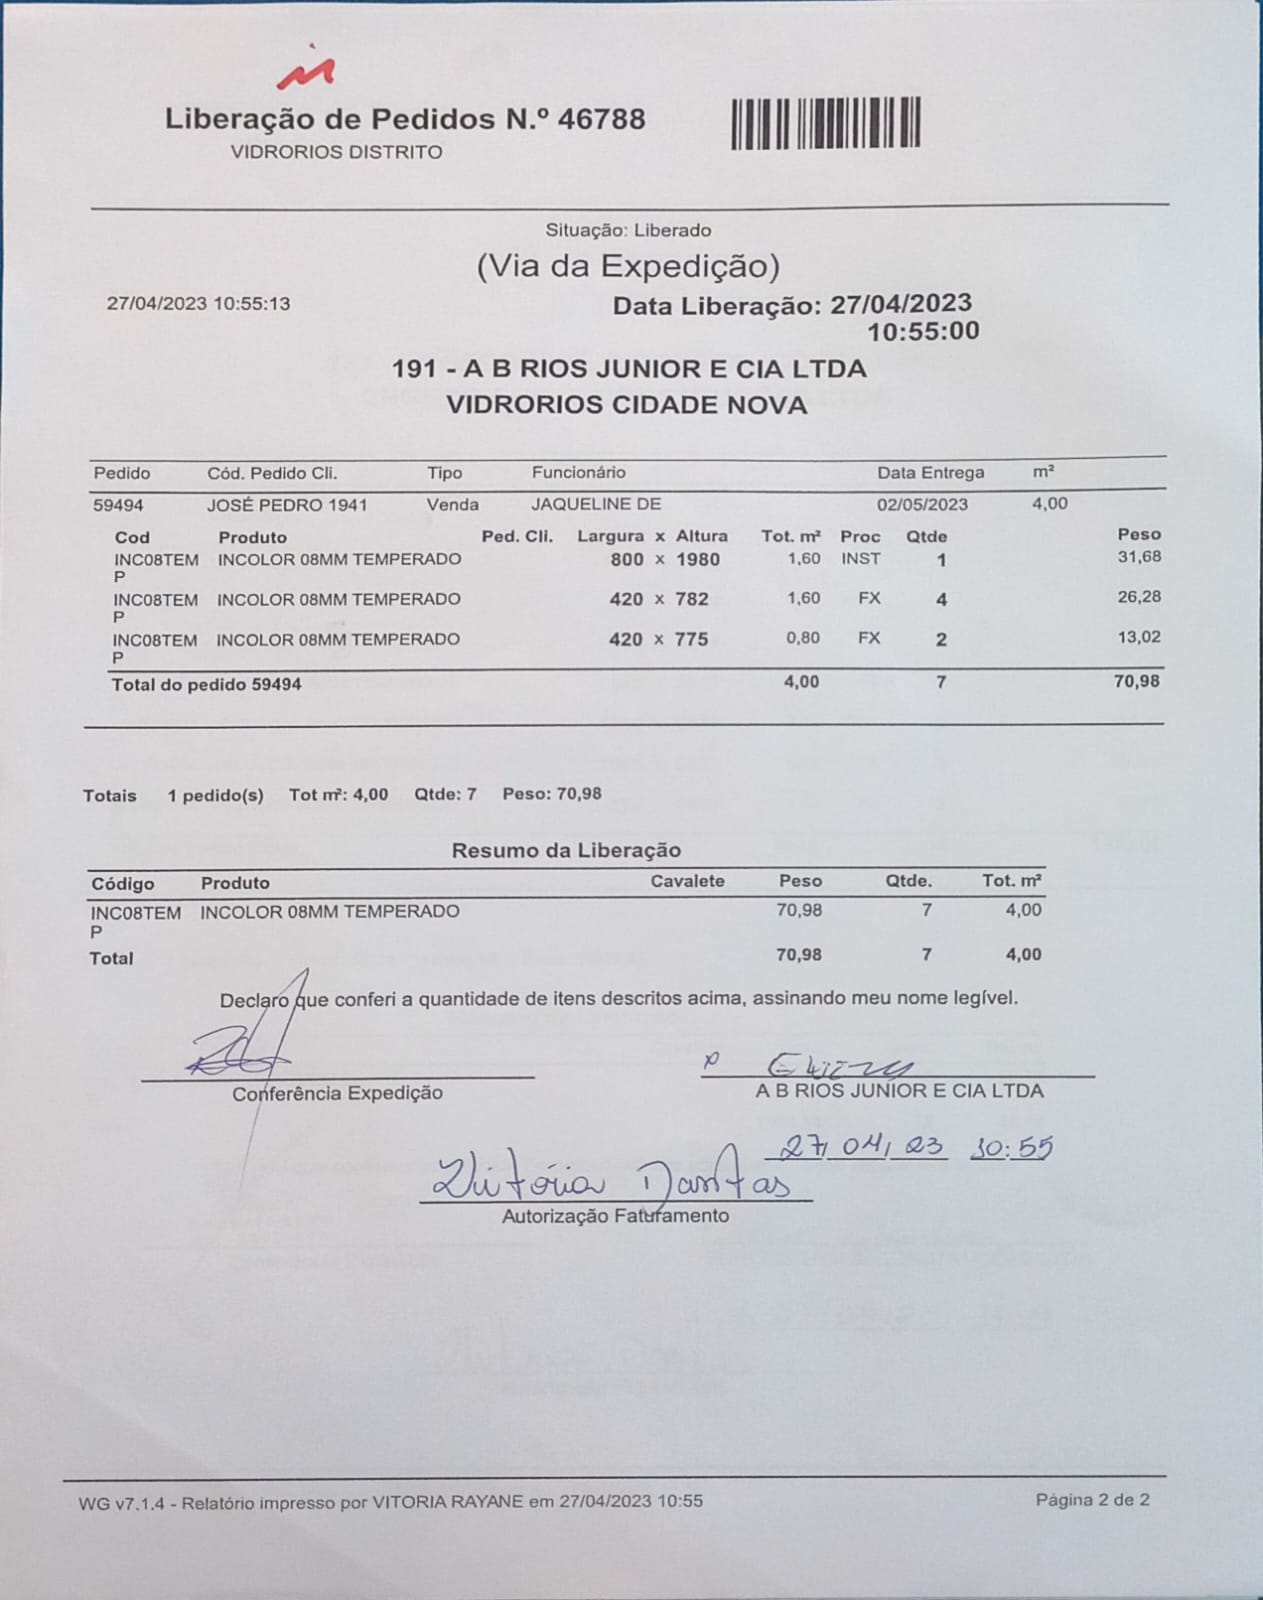 Liberação de Pedidos N.º 46788
VIDRORIOS DISTRITO
Situação: Liberado
(Via da Expedição)
27/04/2023 10:55:13
Data Liberação: 27/04/2023
10:55:00
191 - A B RIOS JUNIOR E CIA LTDA
VIDRORIOS CIDADE NOVA
Pedido Cód. Pedido Cli. Tipo Funcionário Data Entrega m²
59494 JOSÉ PEDRO 1941 Venda JAQUELINE DE 02/05/2023 4,00
Cod Produto Ped. Cli. Largura x Altura Tot. m² Proc Qtde Peso
INC08TEM INCOLOR 08MM TEMPERADO 800 x 1980 1,60 INST 1 31,68
P
INC08TEM INCOLOR 08MM TEMPERADO 420 x 782 1,60 FX 4 26,28
P
INC08TEM INCOLOR 08MM TEMPERADO 420 x 775 0,80 FX 2 13,02
P
Total do pedido 59494 4,00 7 70,98
Totais 1 pedido(s) Tot m²: 4,00 Qtde: 7 Peso: 70,98
Resumo da Liberação
Código Produto Cavalete Peso Qtde. Tot. m²
INC08TEM INCOLOR 08MM TEMPERADO 70,98 7 4,00
P
Total 70,98 7 4,00
Declaro que conferi a quantidade de itens descritos acima, assinando meu nome legível.
Conferência Expedição
A B RIOS JUNIOR E CIA LTDA
27/ 04/ 23 10:55
Vitória Dantas
Autorização Faturamento
WG v7.1.4 - Relatório impresso por VITORIA RAYANE em 27/04/2023 10:55
Página 2 de 2